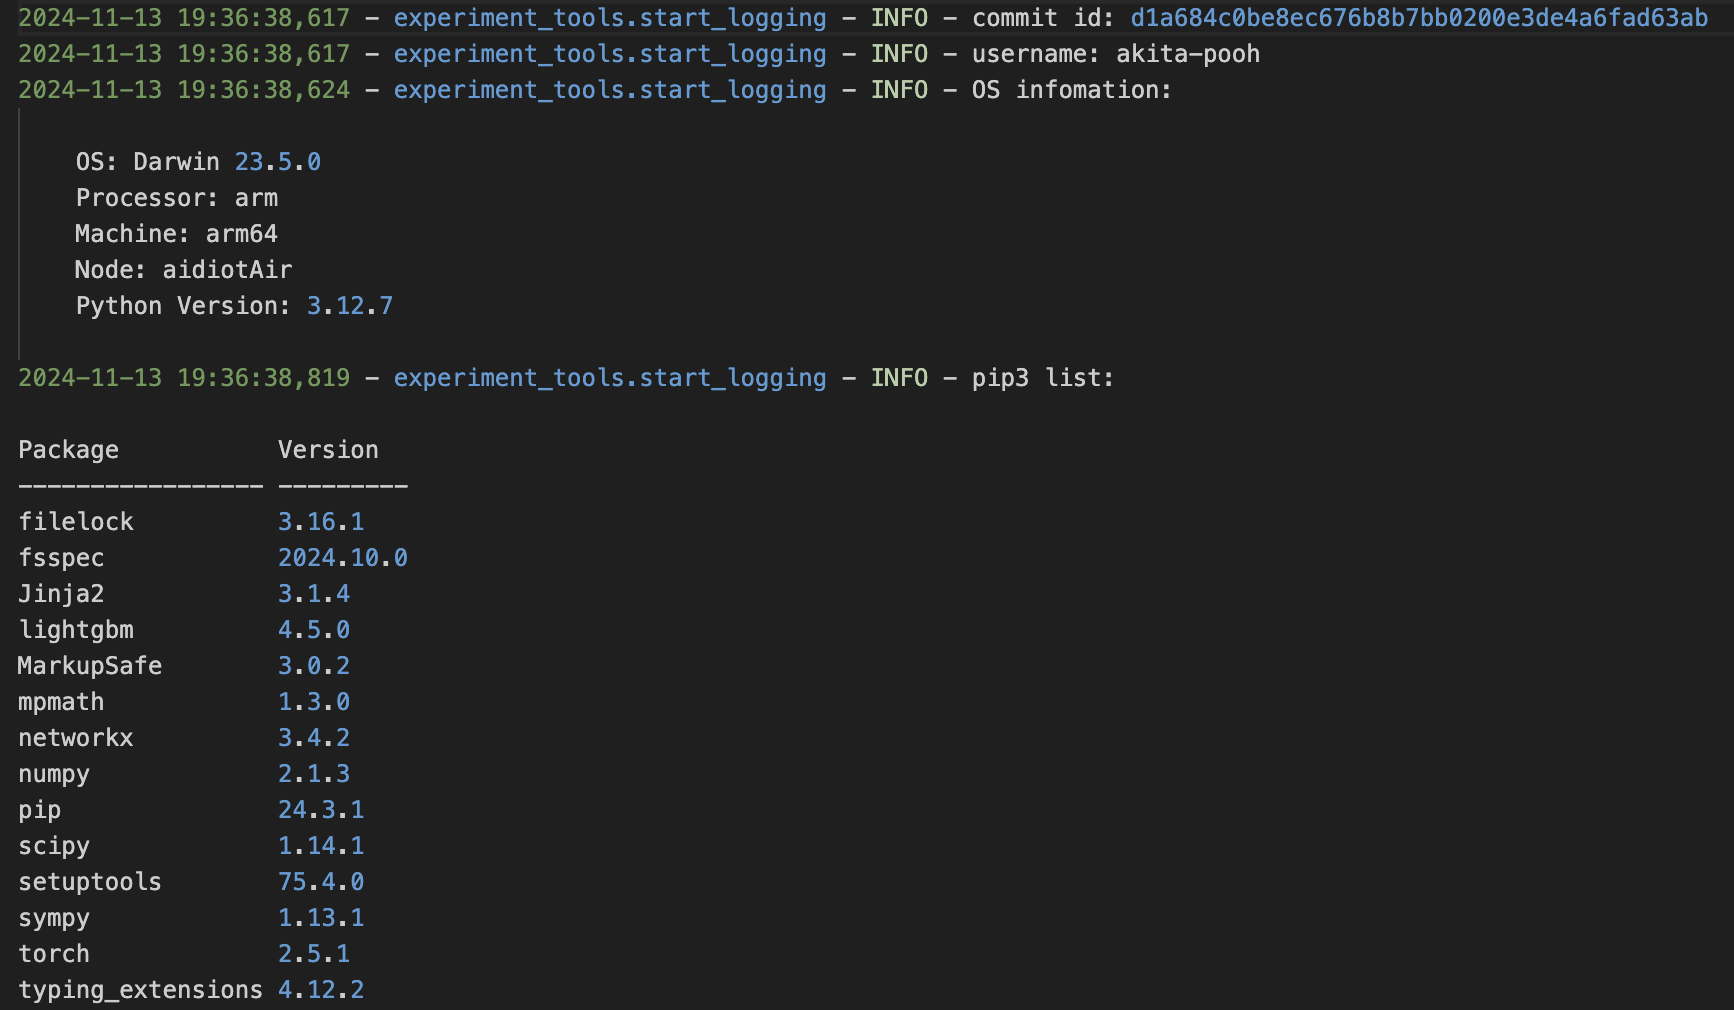 2024-11-13 19:36:38,617 - experiment_tools.start_logging - INFO - commit id: d1a684c0be8ec676b8b7bb0200e3de4a6fad63ab
2024-11-13 19:36:38,617 - experiment_tools.start_logging - INFO - username: akita-pooh
2024-11-13 19:36:38,624 - experiment_tools.start_logging - INFO - OS infomation:
OS: Darwin 23.5.0
Processor: arm
Machine: arm64
Node: aidiotAir
Python Version: 3.12.7
2024-11-13 19:36:38,819 - experiment_tools.start_logging - INFO - pip3 list:
Package Version
----------------- ---------
filelock 3.16.1
fsspec 2024.10.0
Jinja2 3.1.4
lightgbm 4.5.0
MarkupSafe 3.0.2
mpmath 1.3.0
networkx 3.4.2
numpy 2.1.3
pip 24.3.1
scipy 1.14.1
setuptools 75.4.0
sympy 1.13.1
torch 2.5.1
typing_extensions 4.12.2